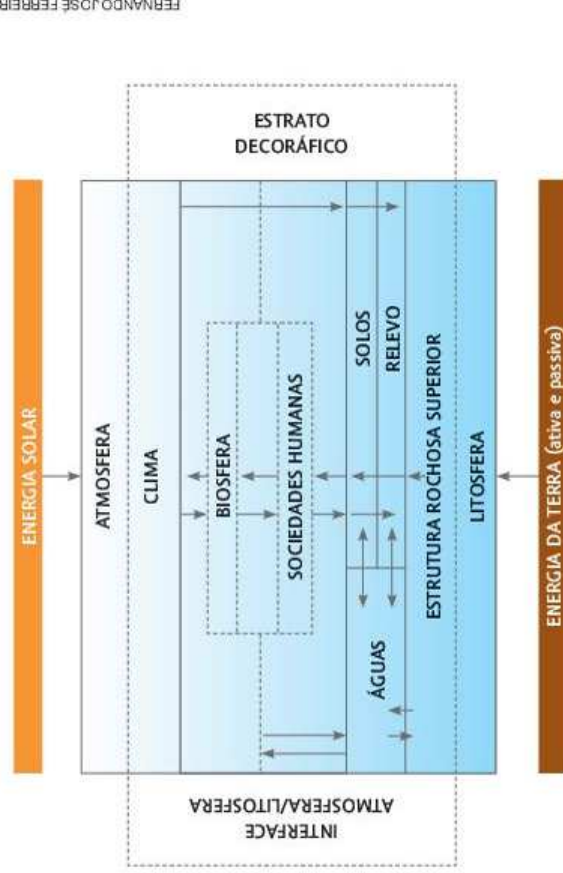 FERNANDO JOSÉ FERREIR
ENERGIA SOLAR
ESTRATO
DECORÁFICO
ATMOSFERA
CLIMA
BIOSFERA
SOCIEDADES HUMANAS
SOLOS
RELEVO
ÁGUAS
ESTRUTURA ROCHOSA SUPERIOR
LITOSFERA
INTERFACE
ATMOSFERA/LITOSFERA
ENERGIA DA TERRA (ativa e passiva)